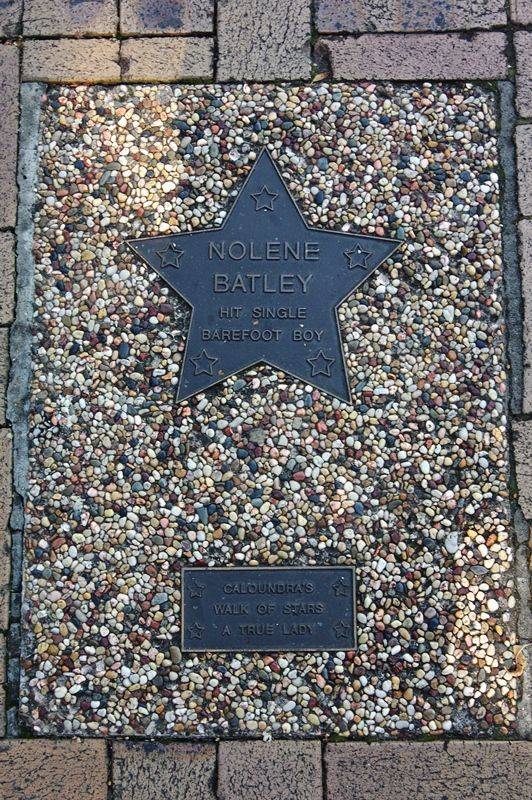 NOLENE
BATLEY
HIT SINGLE
BAREFOOT BOY
CALOUNDRA'S
WALK OF STARS
A TRUE LADY